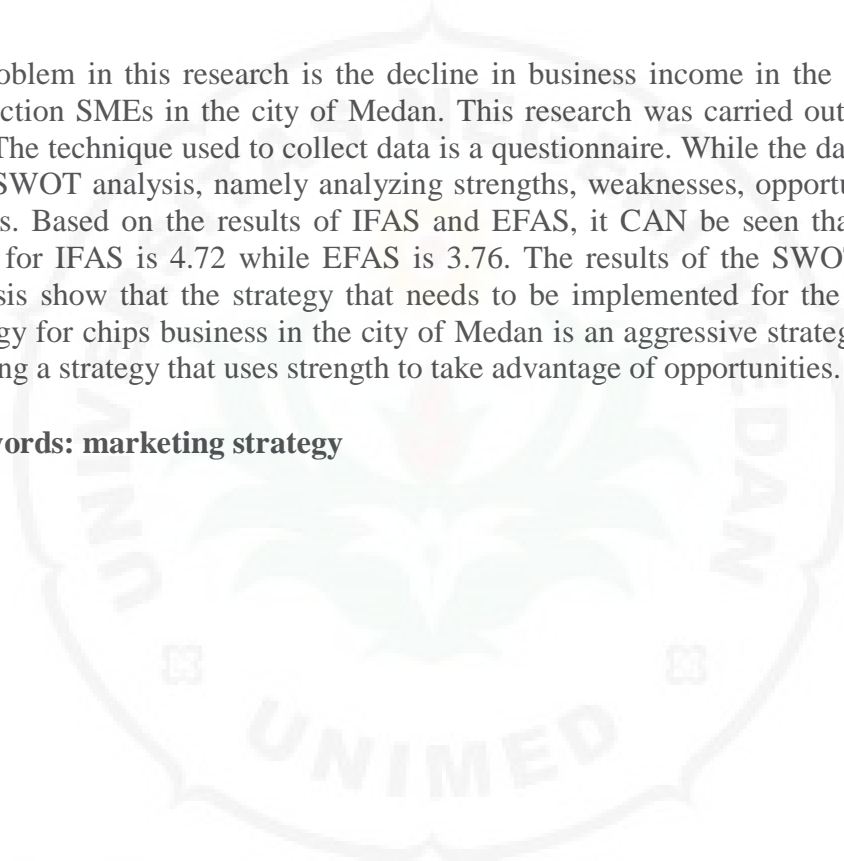 oblem in this research is the decline in business income in the
ction SMEs in the city of Medan. This research was carried out
The technique used to collect data is a questionnaire. While the da
SWOT analysis, namely analyzing strengths, weaknesses, opportu
s. Based on the results of IFAS and EFAS, it CAN be seen tha
for IFAS is 4.72 while EFAS is 3.76. The results of the SWO
sis show that the strategy that needs to be implemented for the
gy for chips business in the city of Medan is an aggressive strateg
ng a strategy that uses strength to take advantage of opportunities.
ords: marketing strategy
UNIVERSITAS NEGERI MEDAN
UNIMED